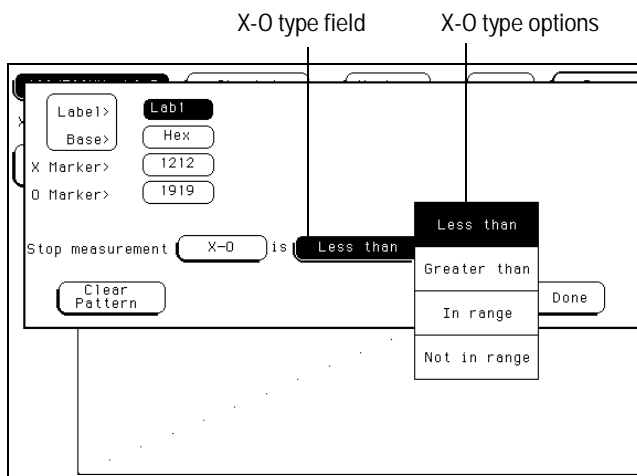 X-O type field
X-O type options
Label>
Lab1
Base>
Hex
X Marker>
1212
O Marker>
1919
Stop measurement
X-O
is
Less than
Less than
Greater than
In range
Not in range
Clear
Pattern
Done